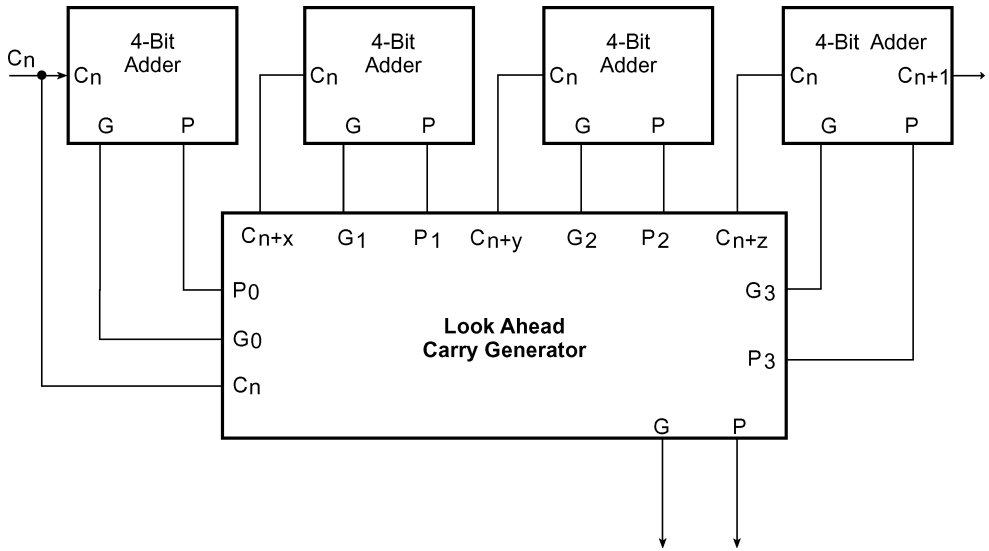 Cn
4-Bit
Adder
Cn
G P
4-Bit
Adder
Cn
G P
4-Bit
Adder
Cn
G P
4-Bit Adder
Cn Cn+1
G P
Cn+x G1 P1 Cn+y G2 P2 Cn+z
P0
G0
Cn
Look Ahead
Carry Generator
G3
P3
G P